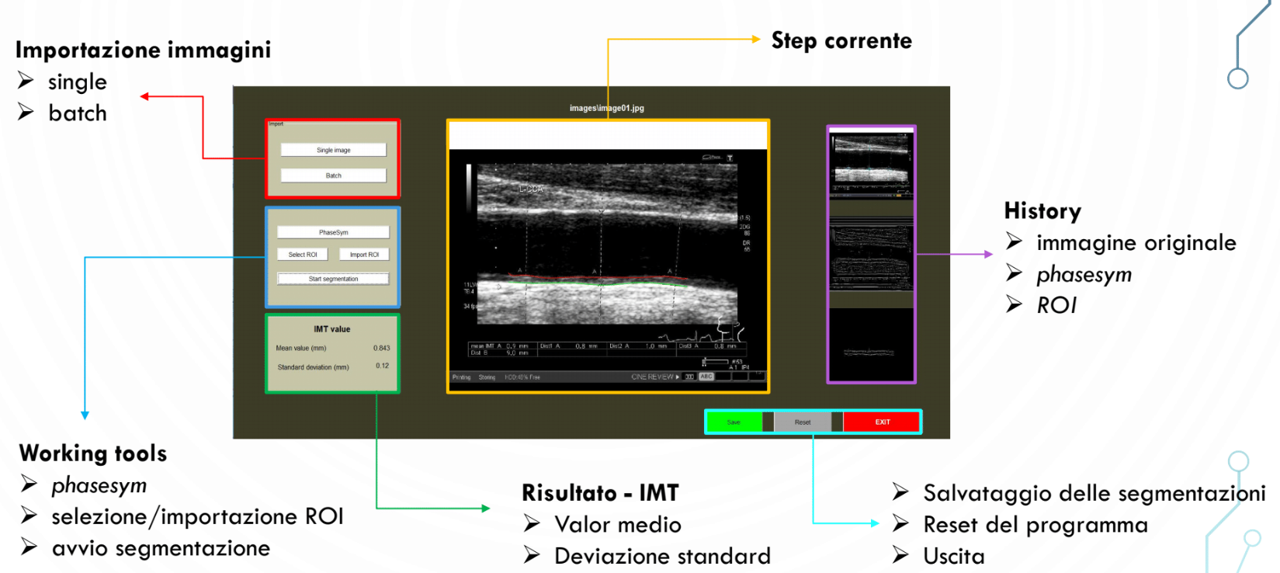 Importazione immagini
➢ single
➢ batch
Step corrente
images\image01.jpg
Import
Single image
Batch
PhaseSym
Select ROI
Import ROI
Start segmentation
IMT value
Mean value (mm) 0.843
Standard deviation (mm) 0.12
mean IMT A 0.9 mm Dist1 A 0.8 mm Dist2 A 1.0 mm Dist3 A 0.8 mm
Dist B 9.0 mm
Printing
CINE REVIEW
ABC
Save
Reset
EXIT
History
➢ immagine originale
➢ phasesym
➢ ROI
Working tools
➢ phasesym
➢ selezione/importazione ROI
➢ avvio segmentazione
Risultato - IMT
➢ Valor medio
➢ Deviazione standard
➢ Salvataggio delle segmentazioni
➢ Reset del programma
➢ Uscita